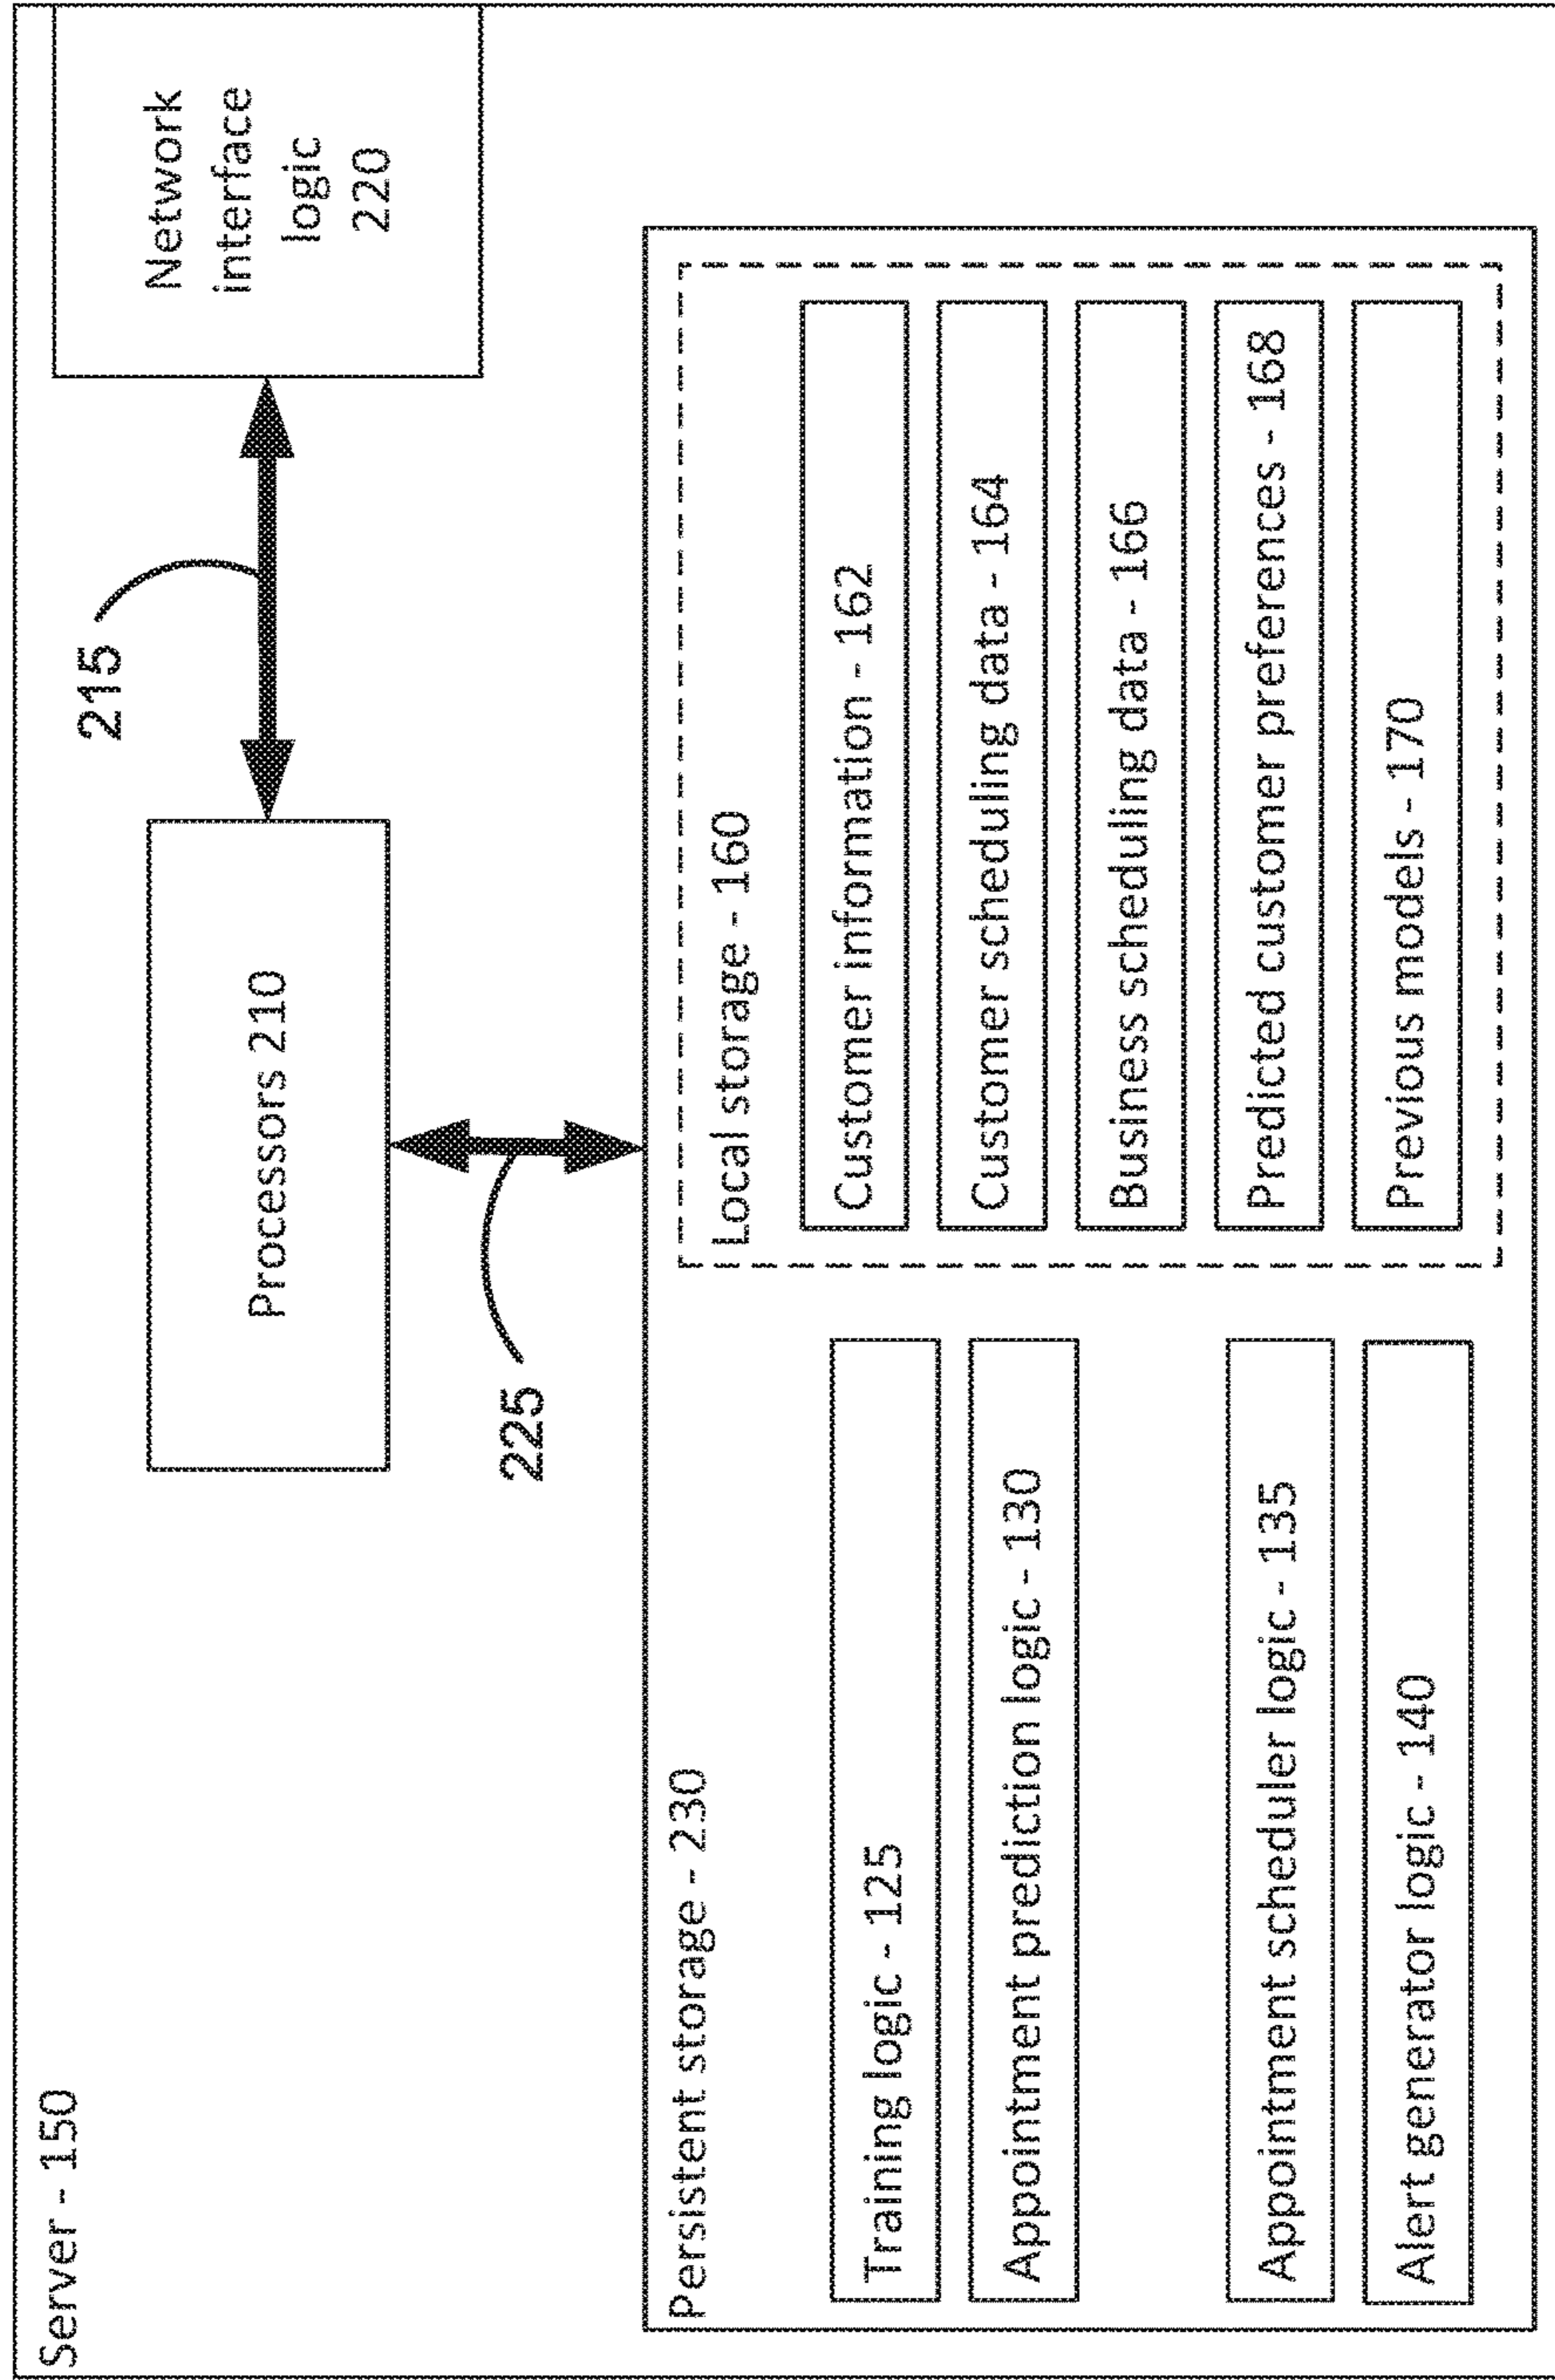 Server - 150
Processors 210
215
Network
interface
logic
220
225
Persistent storage - 230
Training logic - 125
Appointment prediction logic - 130
Appointment scheduler logic - 135
Alert generator logic - 140
Local storage - 160
Customer information - 162
Customer scheduling data - 164
Business scheduling data - 166
Predicted customer preferences - 168
Previous models - 170